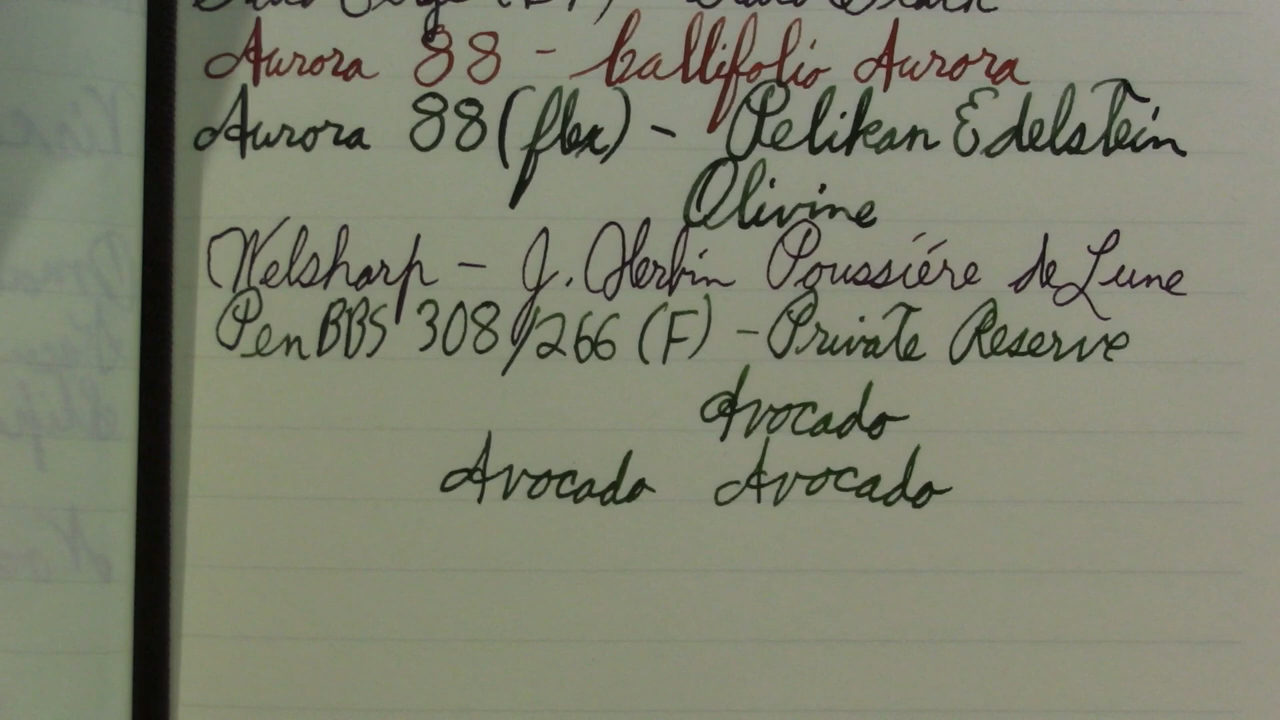 Aurora 88 - Callifolio Aurora
Aurora 88 (flex) - Pelikan Edelstein
Olivine
Welsharp - J. Herbin Poussiére de Lune
PenBBS 308/266 (F) - Private Reserve
Avocado
Avocado Avocado